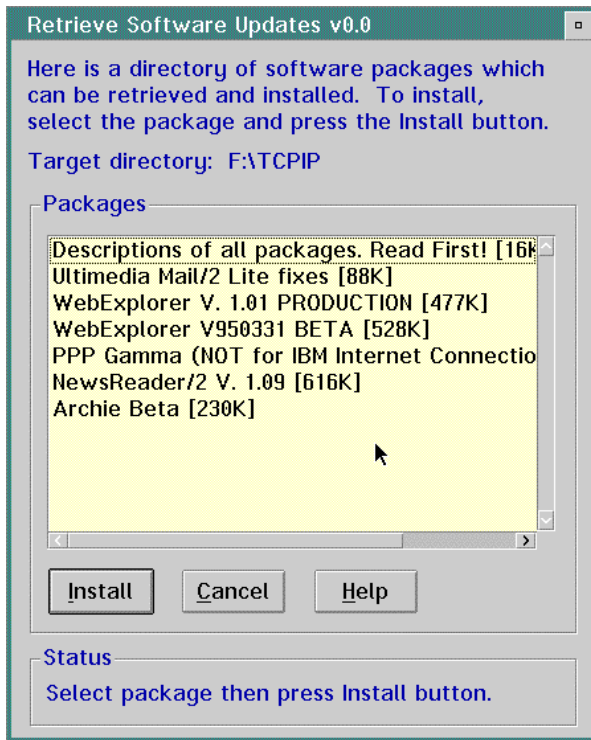 Retrieve Software Updates v0.0
Here is a directory of software packages which
can be retrieved and installed.  To install,
select the package and press the Install button.
Target directory:  F:\TCPIP
Packages
Descriptions of all packages. Read First! [16K
Ultimedia Mail/2 Lite fixes [88K]
WebExplorer V. 1.01 PRODUCTION [477K]
WebExplorer V950331 BETA [528K]
PPP Gamma (NOT for IBM Internet Connectio
NewsReader/2 V. 1.09 [616K]
Archie Beta [230K]
Install Cancel Help
Status
Select package then press Install button.